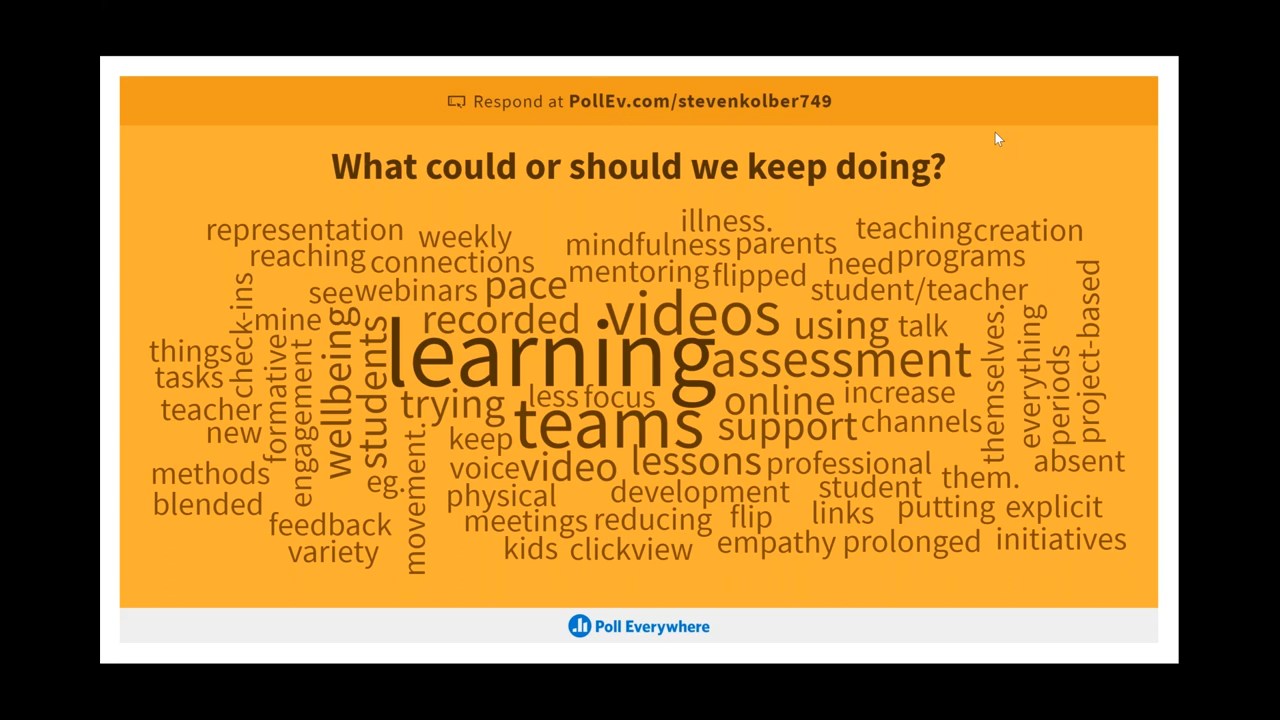 Respond at PollEv.com/stevenkolber749
What could or should we keep doing?
illness.
representation weekly mindfulness parents teaching creation
reaching connections mentoring flipped need programs
see webinars pace student/teacher
check-ins mine wellbeing students recorded videos using talk themselves. everything periods project-based
things formative engagement learning assessment
tasks less focus online increase
teacher trying teams support channels
new keep
methods eg. movement. voice video lessons professional them. absent
blended physical development student
feedback meetings reducing flip links putting explicit
variety kids clickview empathy prolonged initiatives
Poll Everywhere